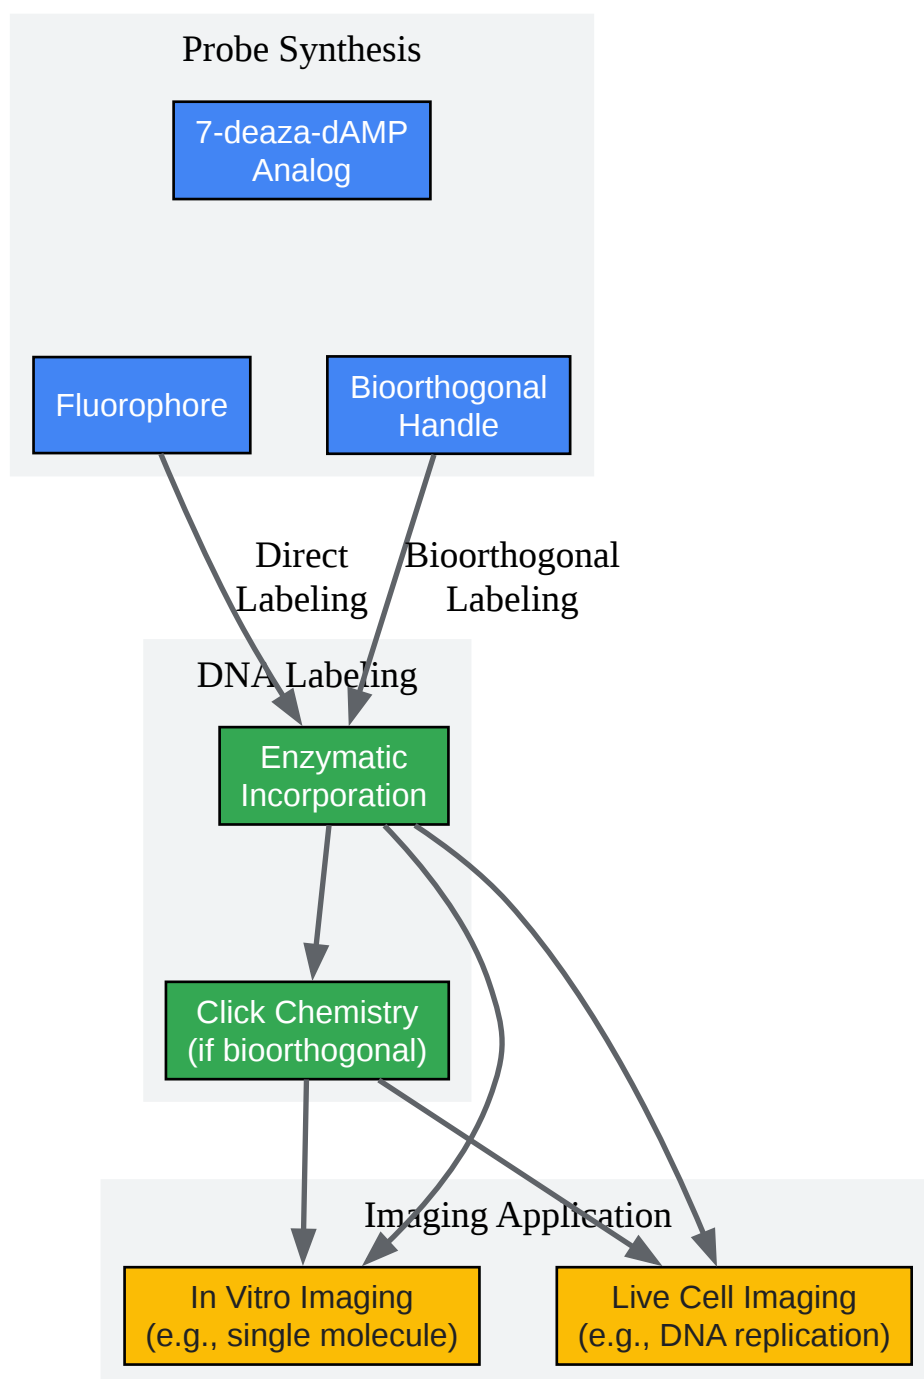 Probe Synthesis
7-deaza-dAMP
Analog
Fluorophore
Bioorthogonal
Handle
Direct
Labeling
Bioorthogonal
Labeling
DNA Labeling
Enzymatic
Incorporation
Click Chemistry
(if bioorthogonal)
Imaging Application
In Vitro Imaging
(e.g., single molecule)
Live Cell Imaging
(e.g., DNA replication)